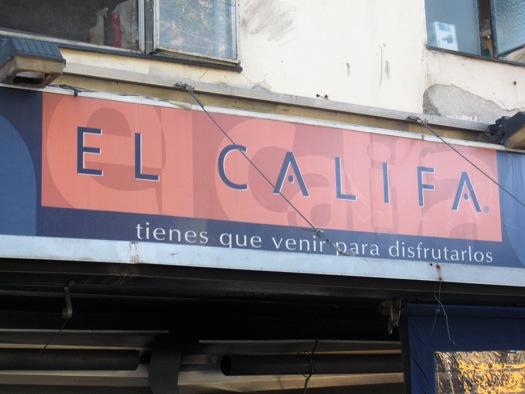 EL CALIFA®
tienes que venir para disfrutarlos